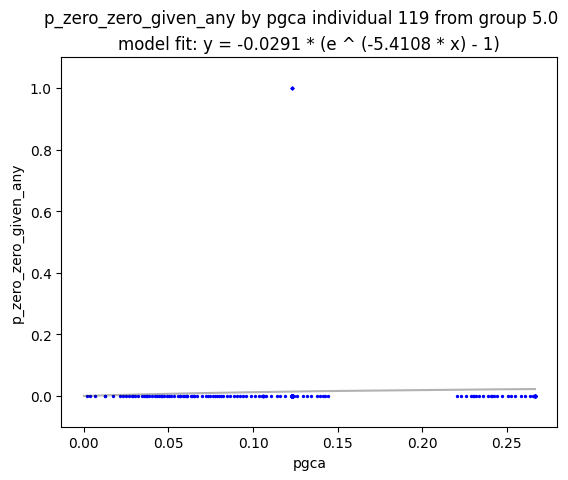 p_zero_zero_given_any by pgca individual 119 from group 5.0
model fit: y = -0.0291 * (e ^ (-5.4108 * x) - 1)
1.0
0.8
0.6
0.4
0.2
0.0
p_zero_zero_given_any
0.00 0.05 0.10 0.15 0.20 0.25
pgca